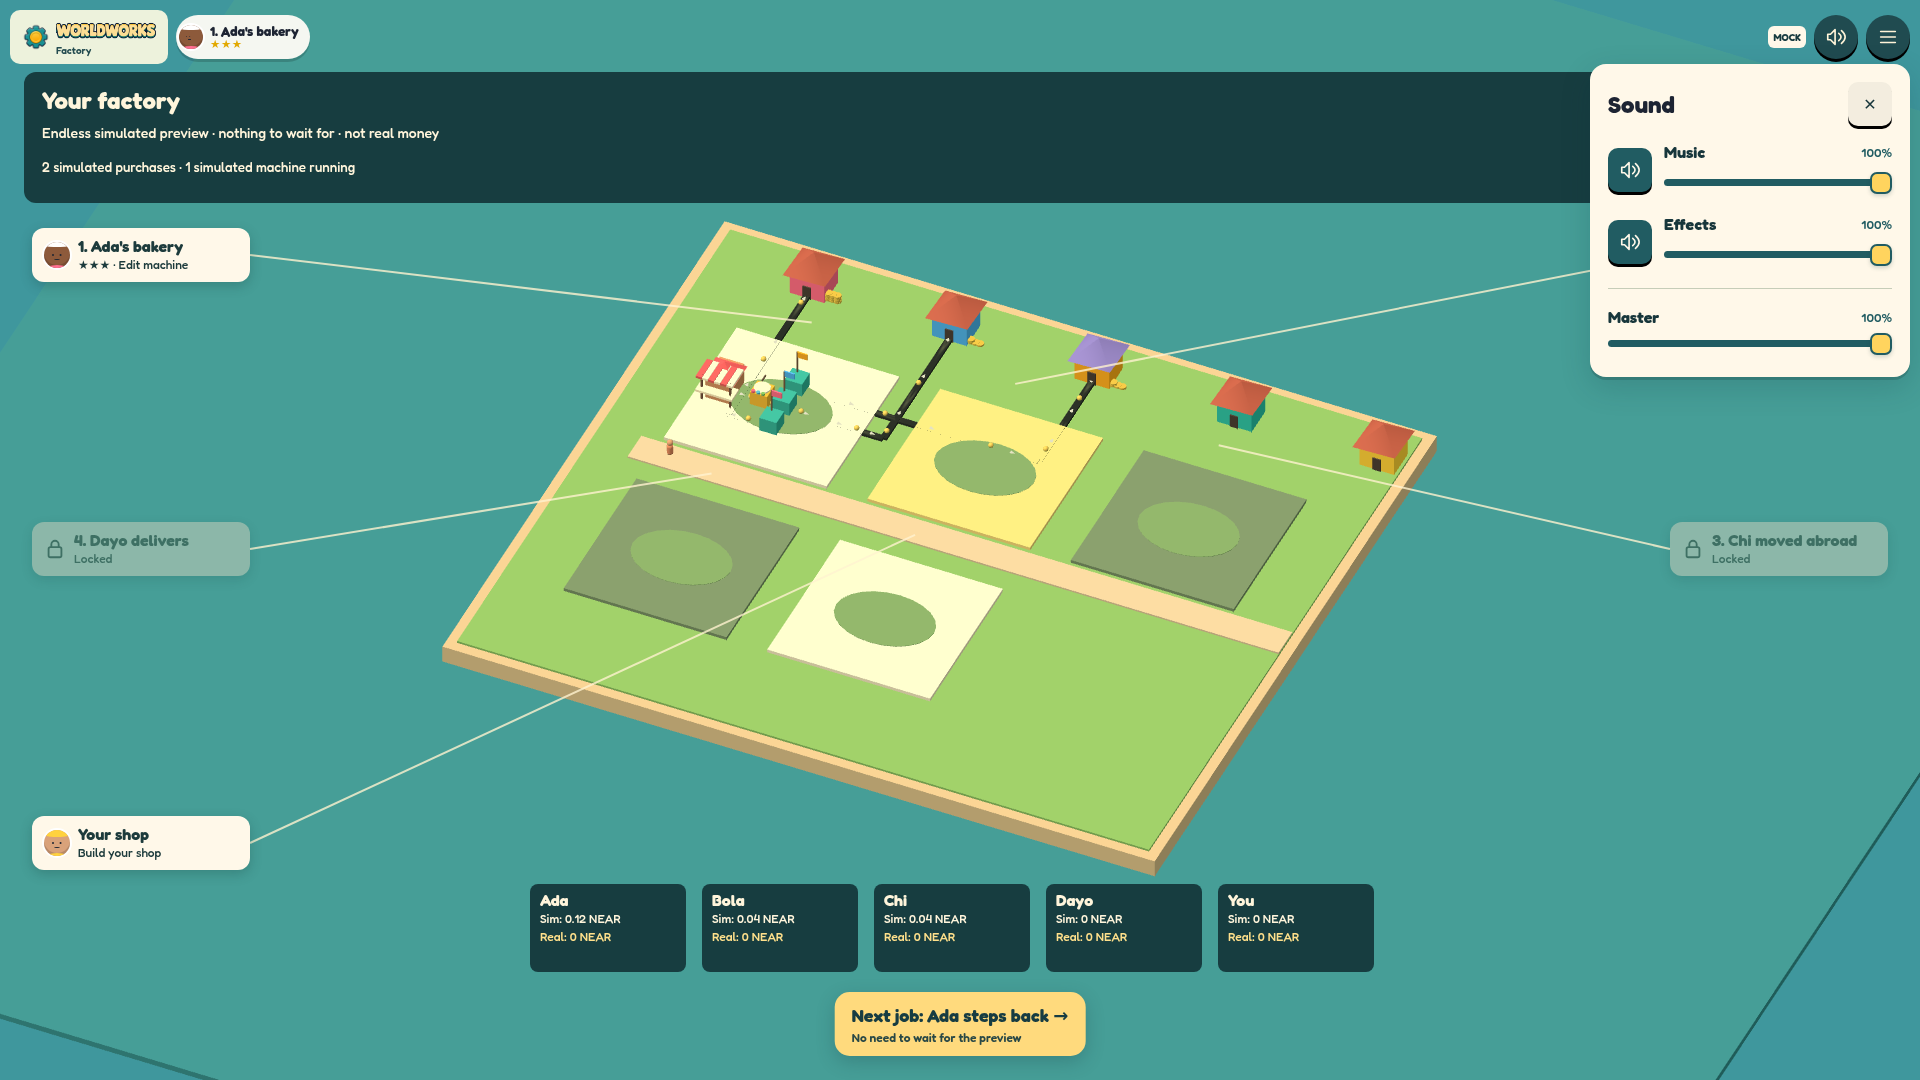 WORLDWORKS
Factory
1. Ada's bakery
★★★
MOCK
Your factory
Endless simulated preview · nothing to wait for · not real money
2 simulated purchases · 1 simulated machine running
Sound
Music
100%
Effects
100%
Master
100%
1. Ada's bakery
★★★ · Edit machine
4. Dayo delivers
Locked
3. Chi moved abroad
Locked
Your shop
Build your shop
Ada
Sim: 0.12 NEAR
Real: 0 NEAR
Bola
Sim: 0.04 NEAR
Real: 0 NEAR
Chi
Sim: 0.04 NEAR
Real: 0 NEAR
Dayo
Sim: 0 NEAR
Real: 0 NEAR
You
Sim: 0 NEAR
Real: 0 NEAR
Next job: Ada steps back →
No need to wait for the preview